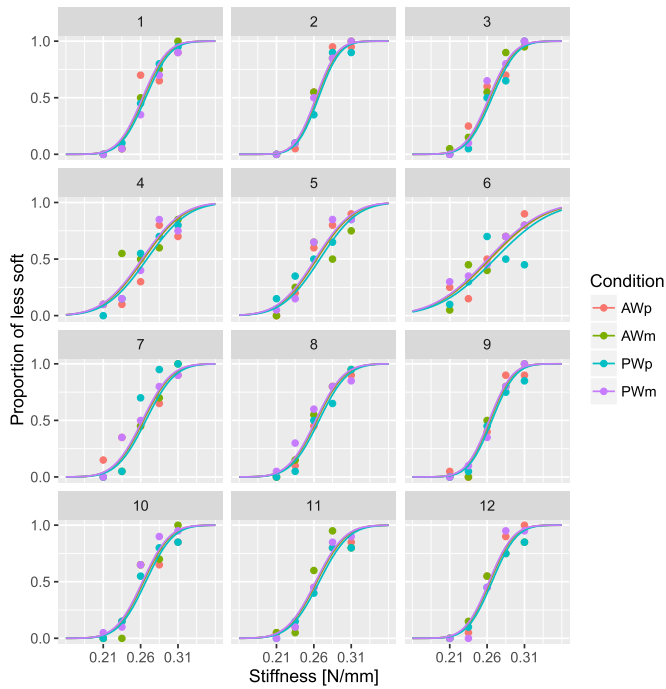 1 2 3
1.0
0.5
0.0
4 5 6
1.0
0.5
0.0
7 8 9
1.0
0.5
0.0
10 11 12
1.0
0.5
0.0
0.21 0.26 0.31 0.21 0.26 0.31 0.21 0.26 0.31
Stiffness [N/mm]
Proportion of less soft
Condition
AWp
AWm
PWp
PWm